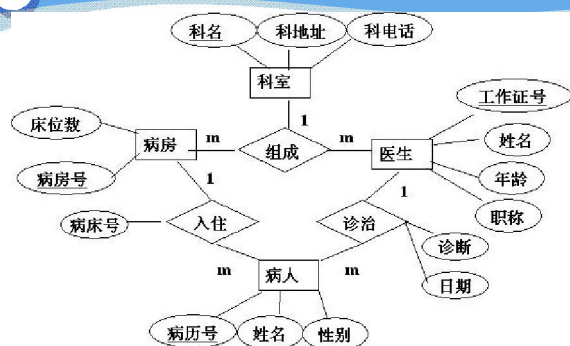 科名 科地址 科电话
科室
1
工作证号
床位数
病房 m 组成 m 医生
姓名
病房号
1
1
年龄
职称
病床号 入住 诊治
诊断
m 病人 m
日期
病历号 姓名 性别